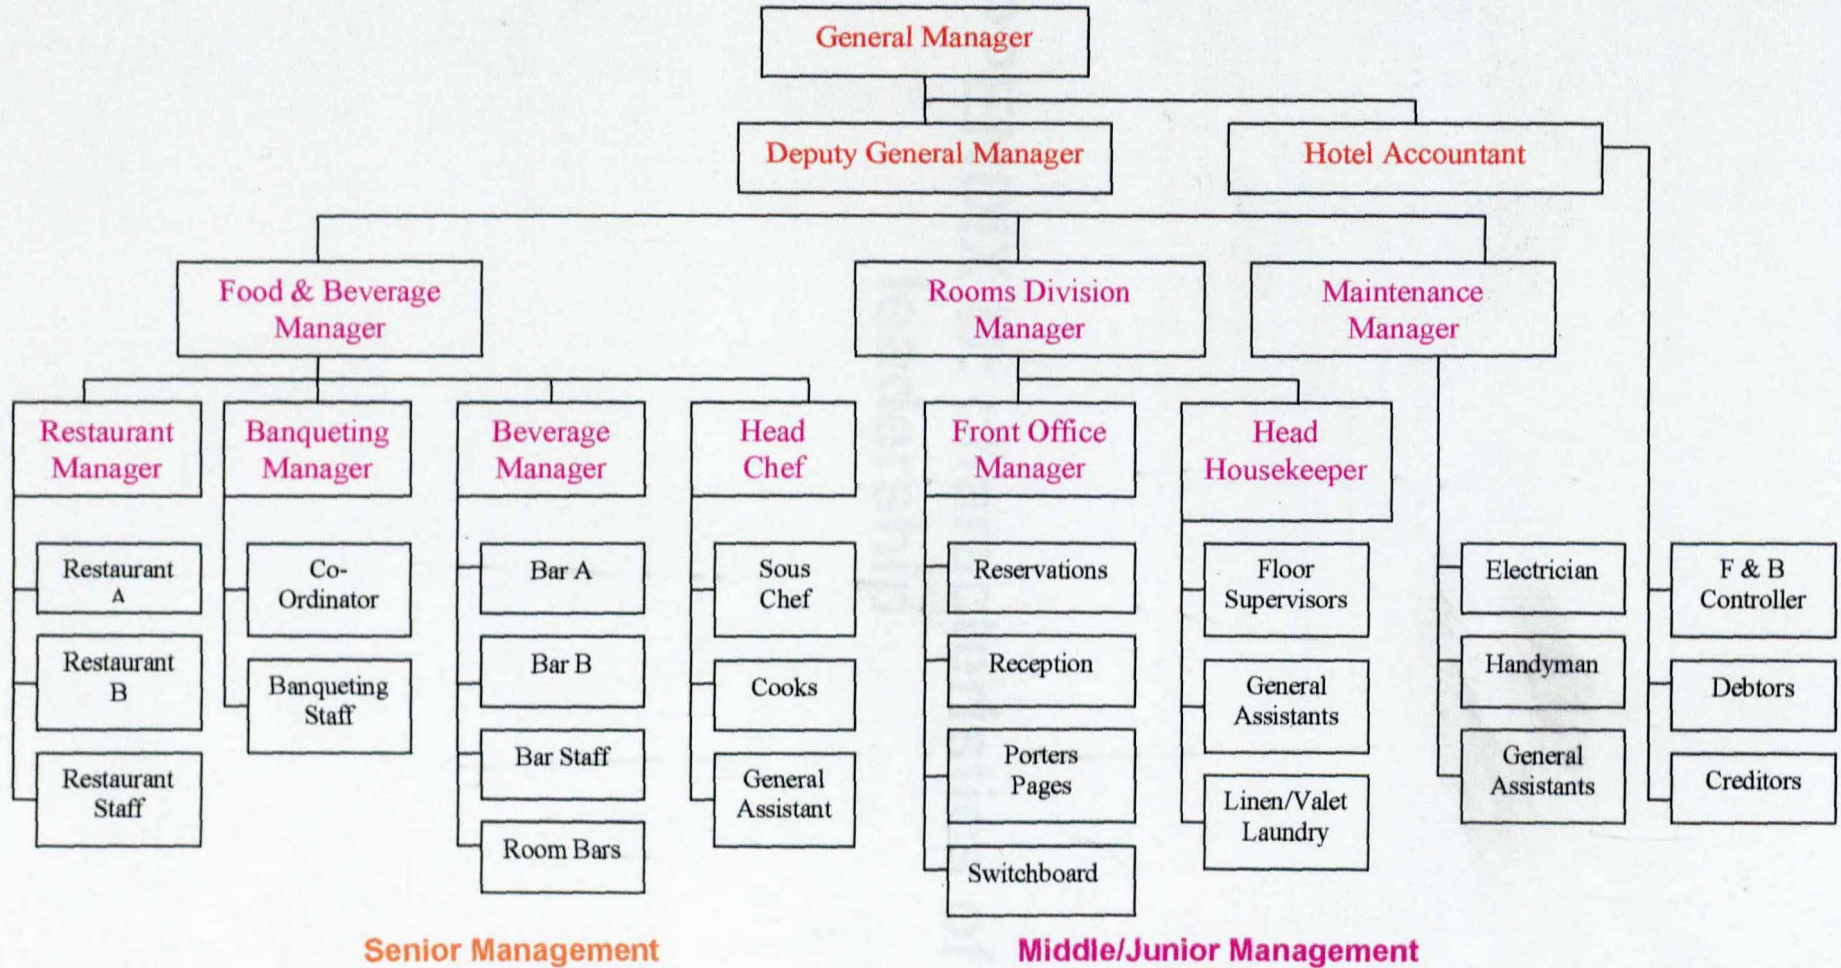 General Manager
Deputy General Manager
Hotel Accountant
Food & Beverage
Manager
Rooms Division
Manager
Maintenance
Manager
Restaurant
Manager
Banqueting
Manager
Beverage
Manager
Head
Chef
Front Office
Manager
Head
Housekeeper
Restaurant
A
Restaurant
B
Restaurant
Staff
Co-
Ordinator
Banqueting
Staff
Bar A
Bar B
Bar Staff
Room Bars
Sous
Chef
Cooks
General
Assistant
Reservations
Reception
Porters
Pages
Switchboard
Floor
Supervisors
General
Assistants
Linen/Valet
Laundry
Electrician
Handyman
General
Assistants
F & B
Controller
Debtors
Creditors
Senior Management
Middle/Junior Management